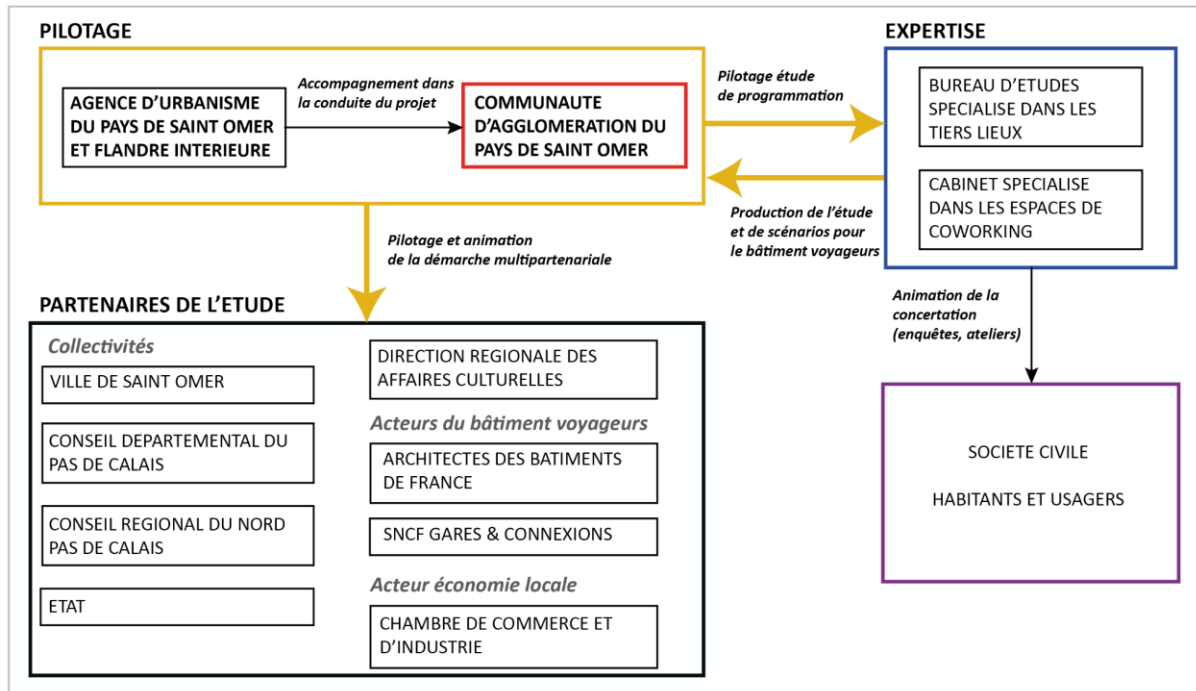 PILOTAGE
AGENCE D'URBANISME
DU PAYS DE SAINT OMER
ET FLANDRE INTERIEURE
Accompagnement dans
la conduite du projet
COMMUNAUTE
D'AGGLOMERATION DU
PAYS DE SAINT OMER
Pilotage étude
de programmation
EXPERTISE
BUREAU D'ETUDES
SPECIALISE DANS LES
TIERS LIEUX
CABINET SPECIALISE
DANS LES ESPACES DE
COWORKING
Production de l'étude
et de scénarios pour
le bâtiment voyageurs
Pilotage et animation
de la démarche multipartenariale
Animation de la
concertation
(enquêtes, ateliers)
PARTENAIRES DE L'ETUDE
Collectivités
VILLE DE SAINT OMER
CONSEIL DEPARTEMENTAL DU
PAS DE CALAIS
CONSEIL REGIONAL DU NORD
PAS DE CALAIS
ETAT
DIRECTION REGIONALE DES
AFFAIRES CULTURELLES
Acteurs du bâtiment voyageurs
ARCHITECTES DES BATIMENTS
DE FRANCE
SNCF GARES & CONNEXIONS
Acteur économie locale
CHAMBRE DE COMMERCE ET
D'INDUSTRIE
SOCIETE CIVILE
HABITANTS ET USAGERS